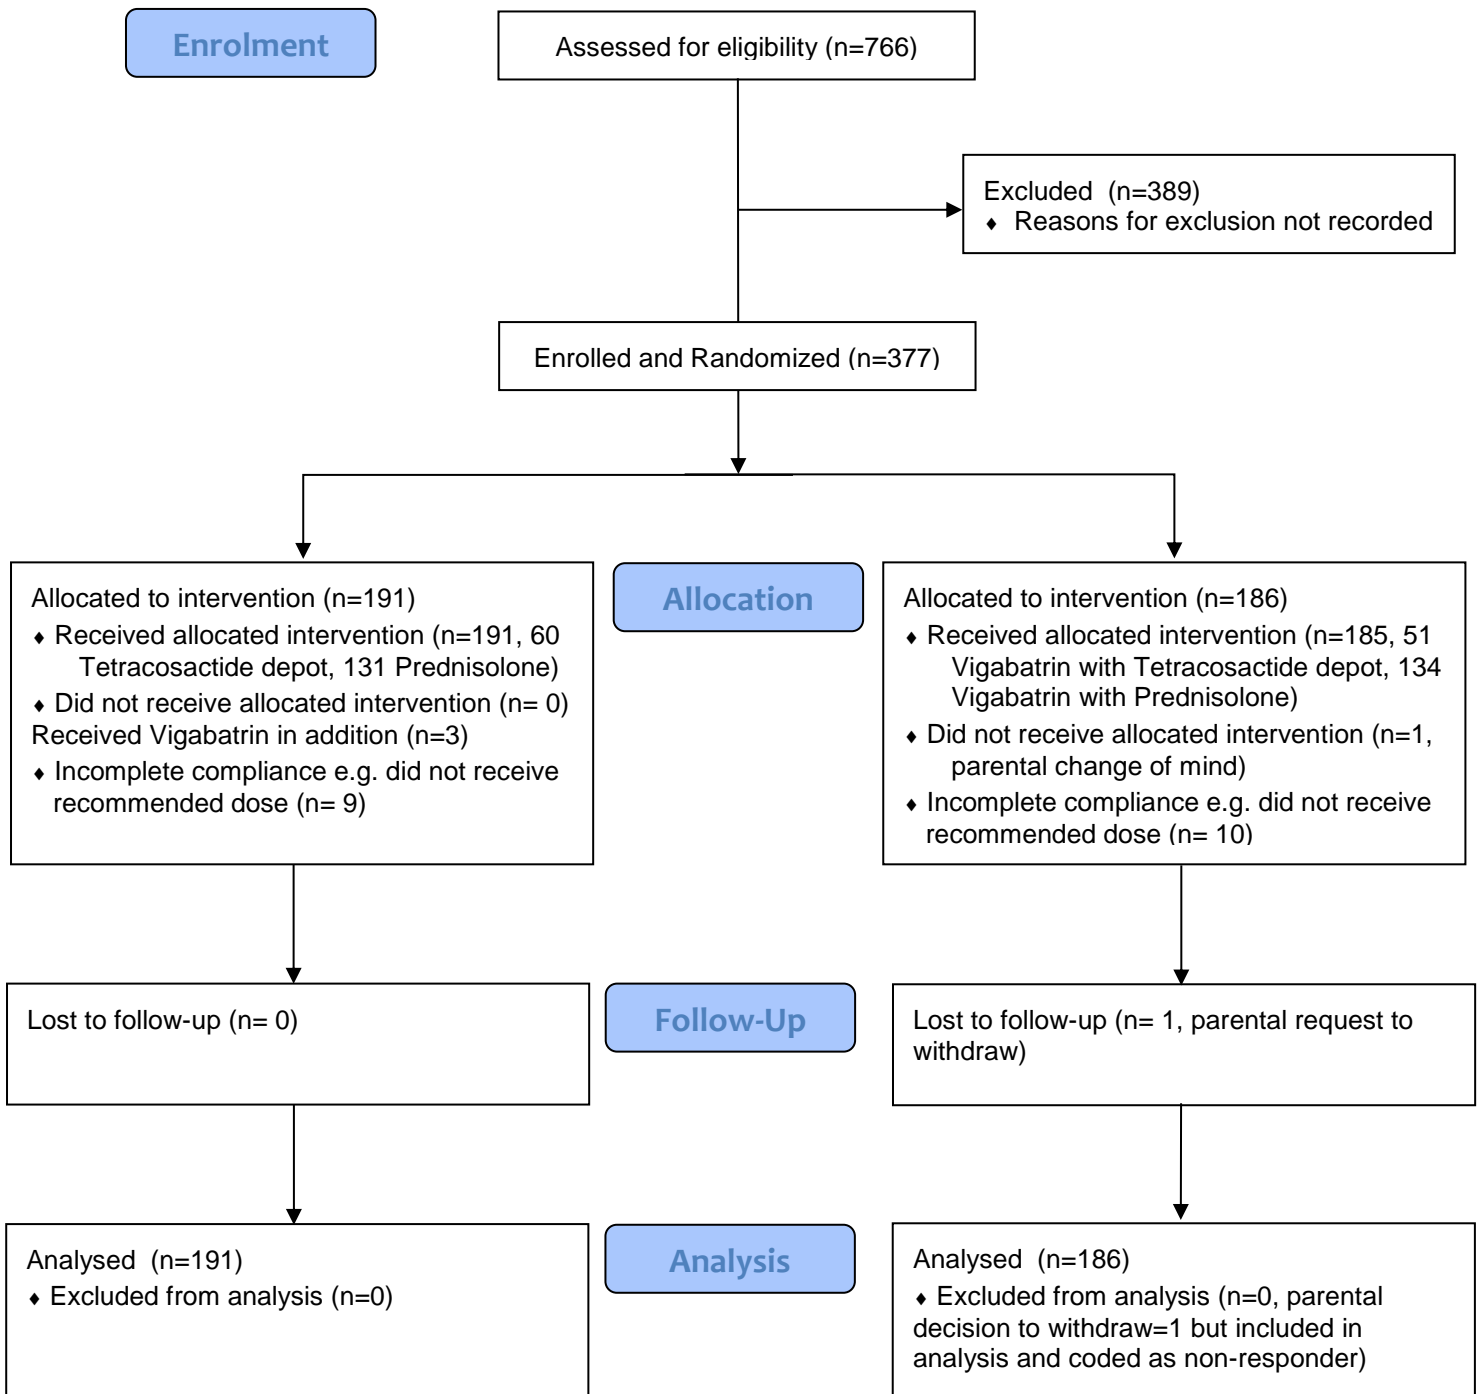 Enrolment
Assessed for eligibility (n=766)
Excluded (n=389)
♦ Reasons for exclusion not recorded
Enrolled and Randomized (n=377)
Allocated to intervention (n=191)
♦ Received allocated intervention (n=191, 60
Tetracosactide depot, 131 Prednisolone)
♦ Did not receive allocated intervention (n= 0)
Received Vigabatrin in addition (n=3)
♦ Incomplete compliance e.g. did not receive
recommended dose (n= 9)
Allocation
Allocated to intervention (n=186)
♦ Received allocated intervention (n=185, 51
Vigabatrin with Tetracosactide depot, 134
Vigabatrin with Prednisolone)
♦ Did not receive allocated intervention (n=1,
parental change of mind)
♦ Incomplete compliance e.g. did not receive
recommended dose (n= 10)
Lost to follow-up (n= 0)
Follow-Up
Lost to follow-up (n= 1, parental request to
withdraw)
Analysed (n=191)
♦ Excluded from analysis (n=0)
Analysis
Analysed (n=186)
♦ Excluded from analysis (n=0, parental
decision to withdraw=1 but included in
analysis and coded as non-responder)